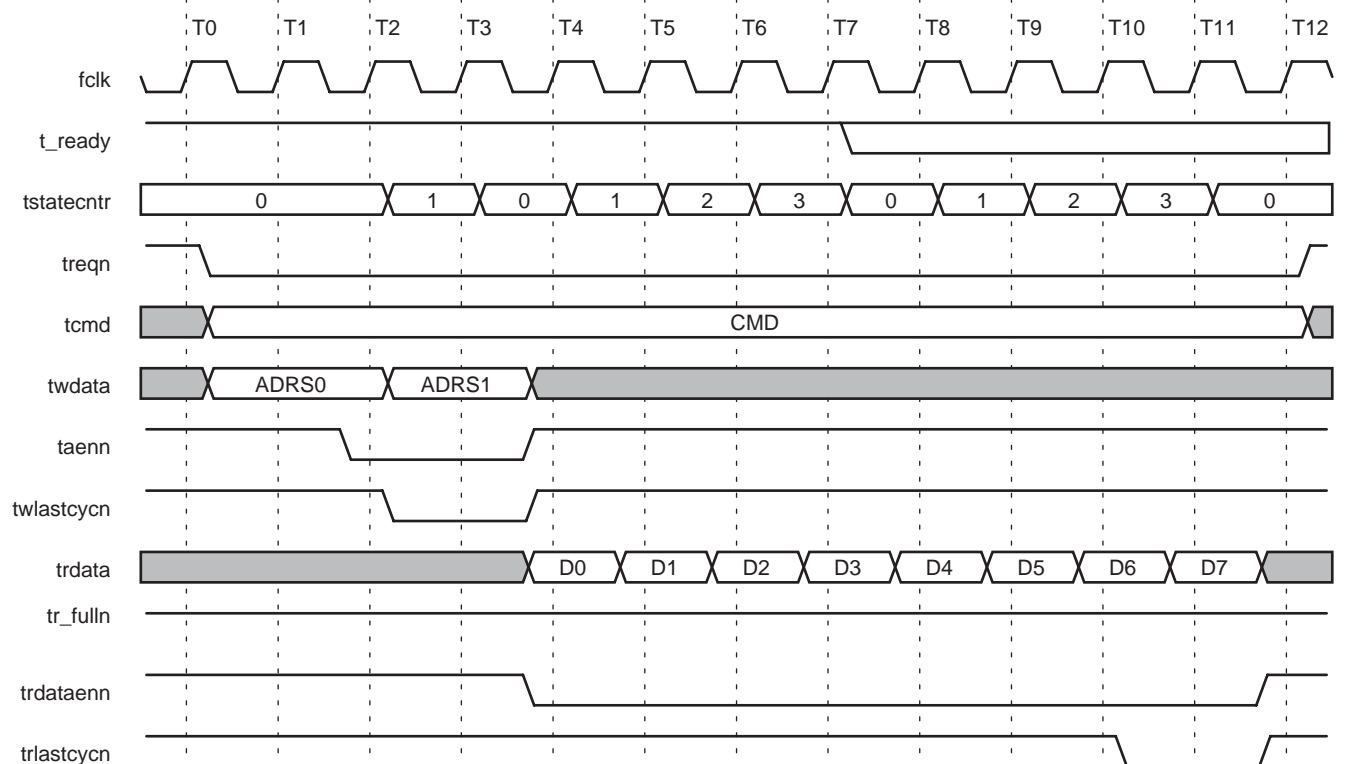 T0 T1 T2 T3 T4 T5 T6 T7 T8 T9 T10 T11 T12
fclk
t_ready
tstatecntr 0 1 0 1 2 3 0 1 2 3 0
treqn
tcmd CMD
twdata ADRS0 ADRS1
taenn
twlastcycn
trdata D0 D1 D2 D3 D4 D5 D6 D7
tr_fulln
trdataenn
trlastcycn